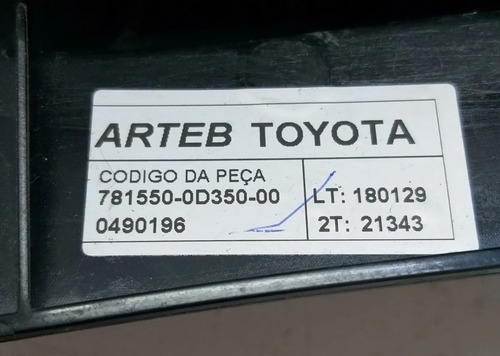 ARTEB TOYOTA
CODIGO DA PEÇA
781550-0D350-00
0490196
LT: 180129
2T: 21343